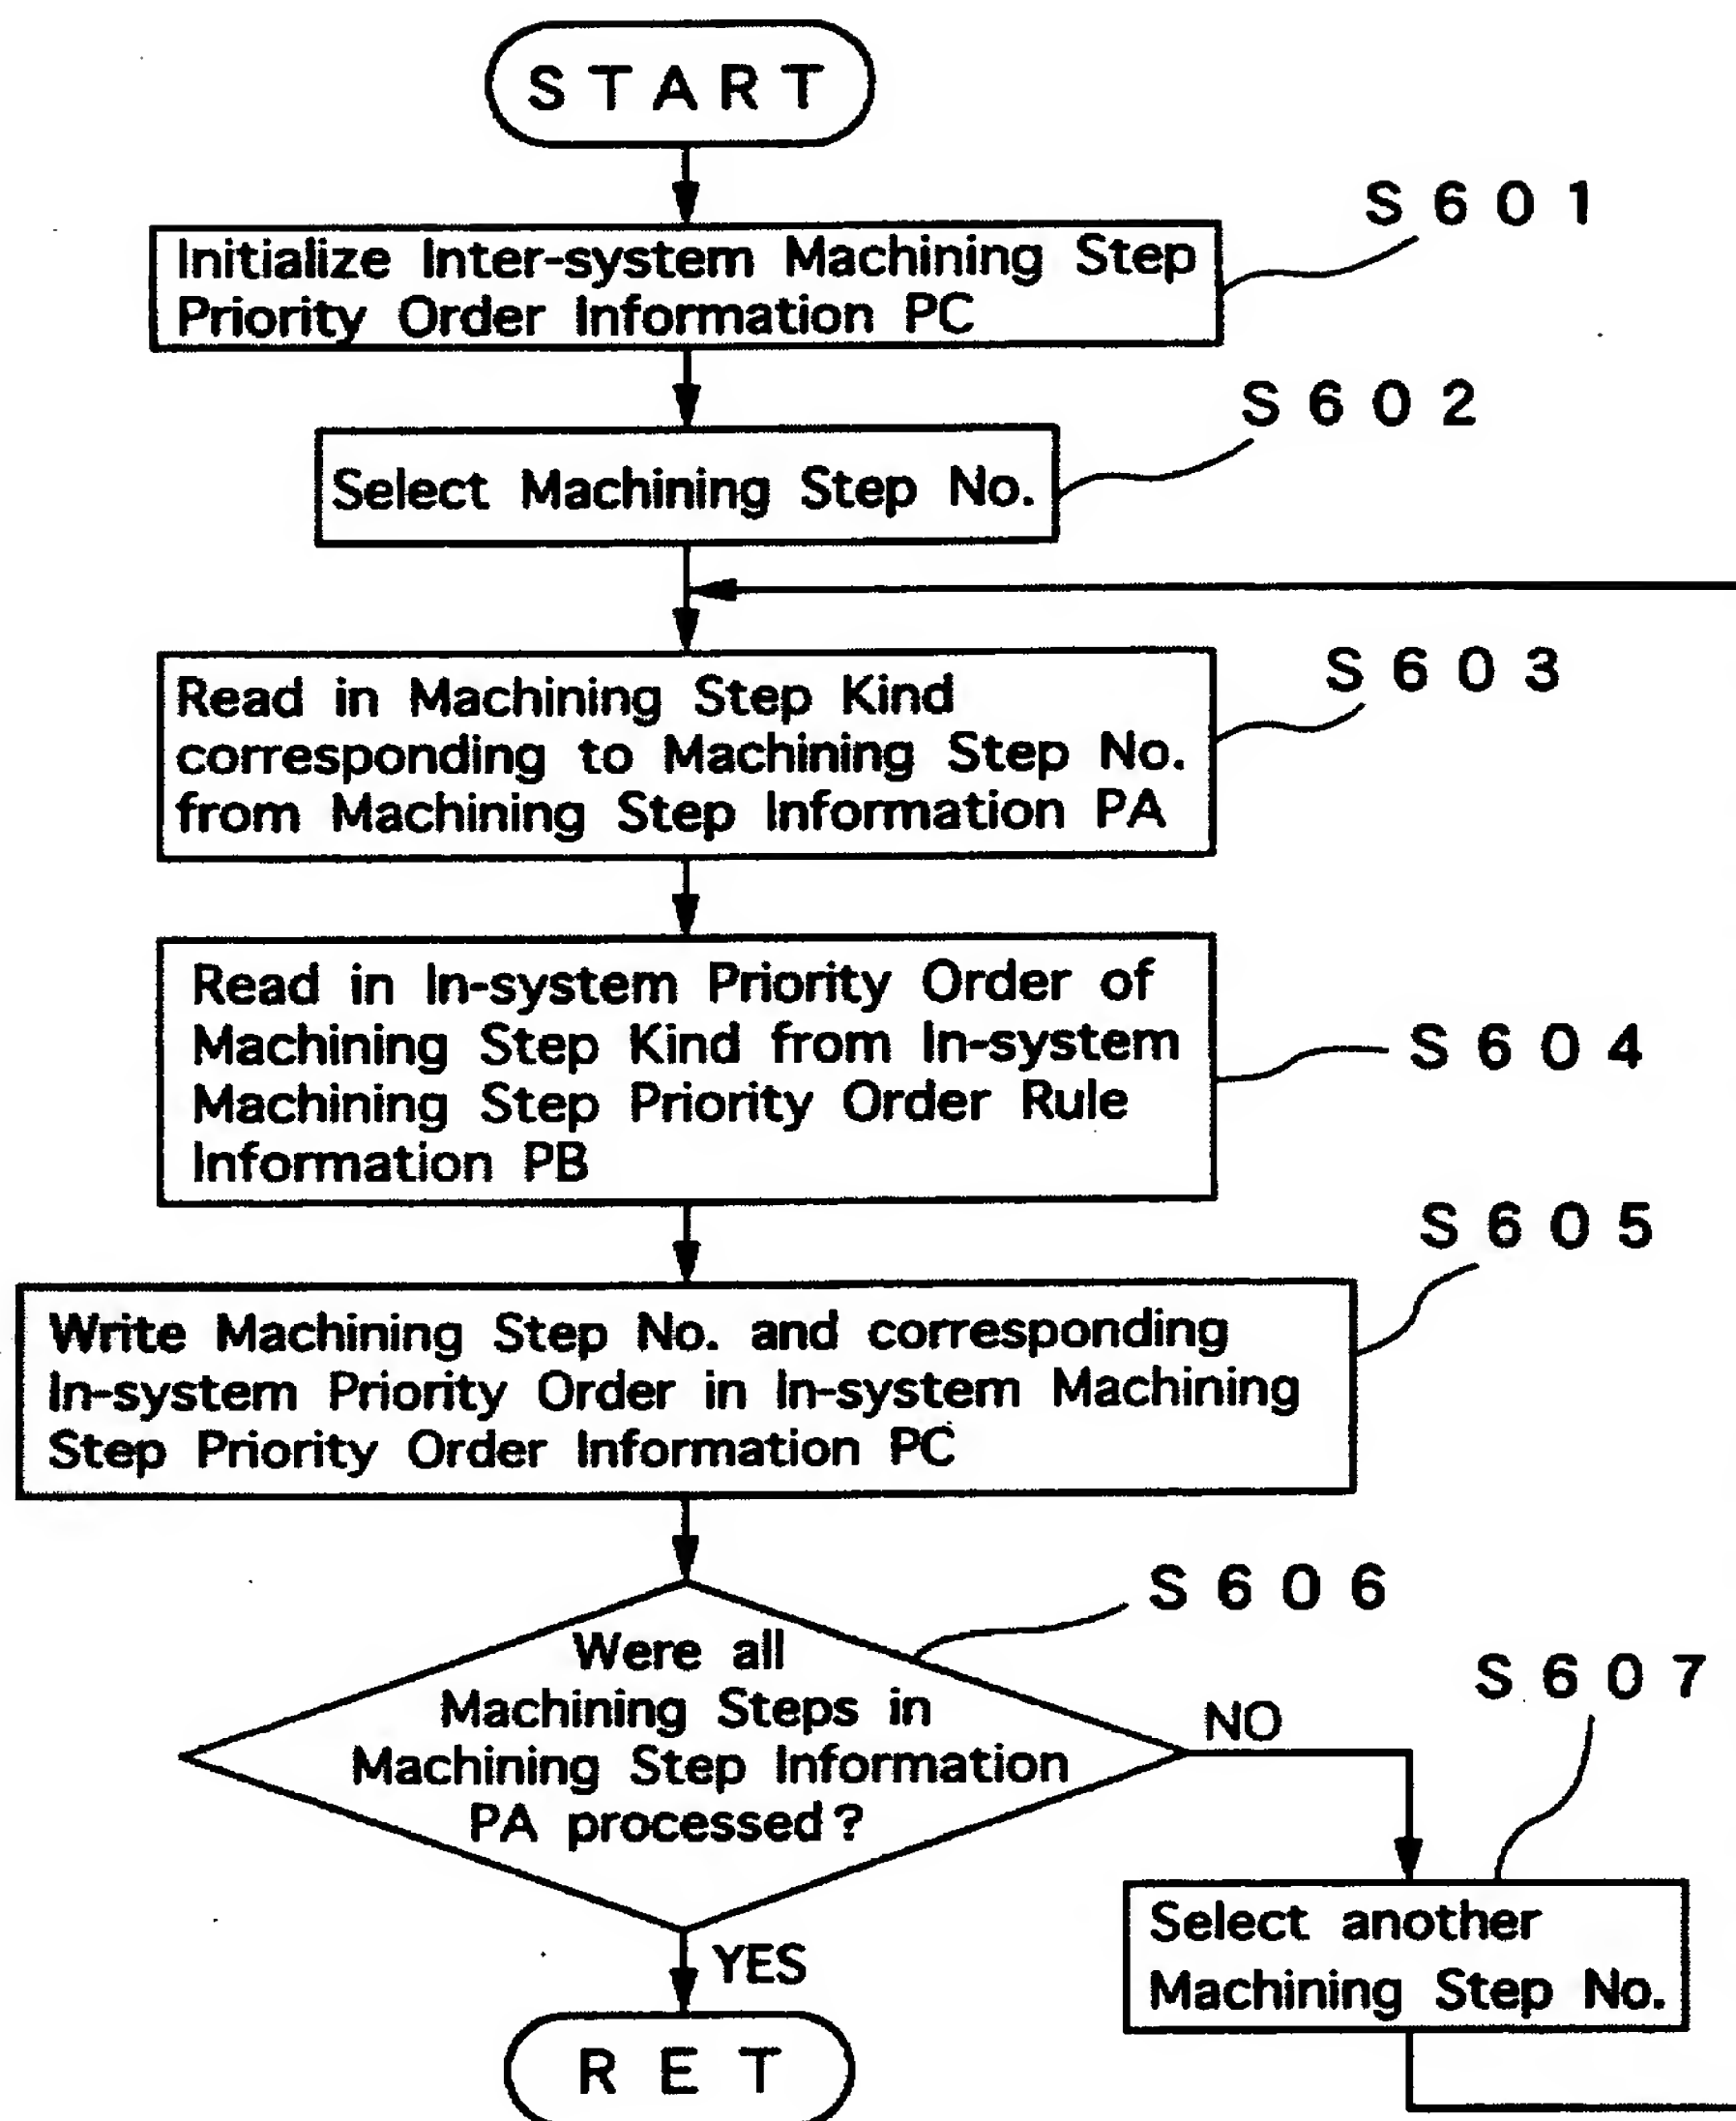 START
S601
Initialize Inter-system Machining Step
Priority Order Information PC
S602
Select Machining Step No.
S603
Read in Machining Step Kind
corresponding to Machining Step No.
from Machining Step Information PA
Read in In-system Priority Order of
Machining Step Kind from In-system
Machining Step Priority Order Rule
Information PB
S604
S605
Write Machining Step No. and corresponding
In-system Priority Order in In-system Machining
Step Priority Order Information PC
S606
Were all
Machining Steps in
Machining Step Information
PA processed?
NO
S607
Select another
Machining Step No.
YES
RET